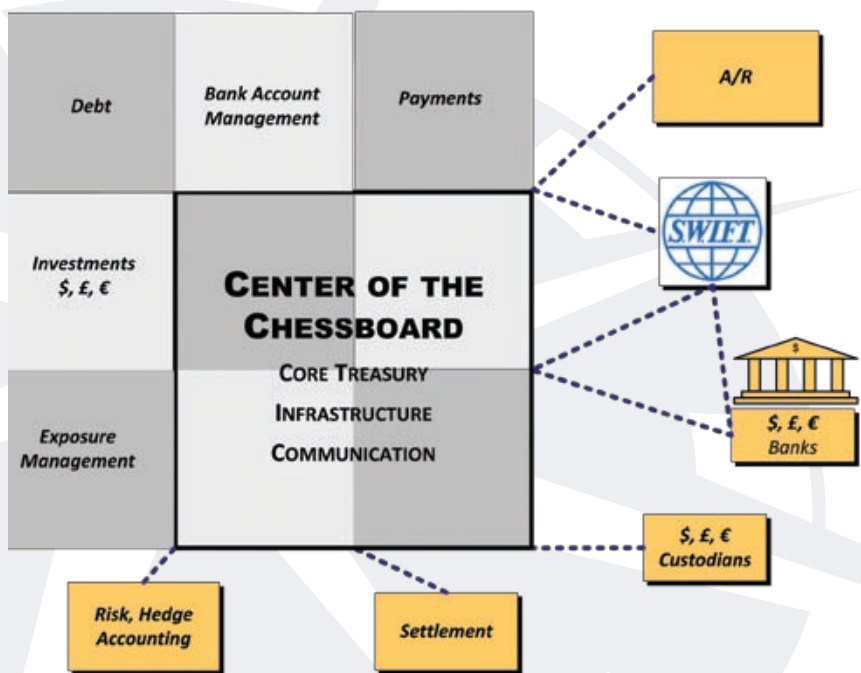 Debt
Bank Account
Management
Payments
A/R
S.W.I.F.T.
Investments
$, £, €
CENTER OF THE
CHESSBOARD
CORE TREASURY
INFRASTRUCTURE
COMMUNICATION
$
$, £, €
Banks
Exposure
Management
$, £, €
Custodians
Risk, Hedge
Accounting
Settlement